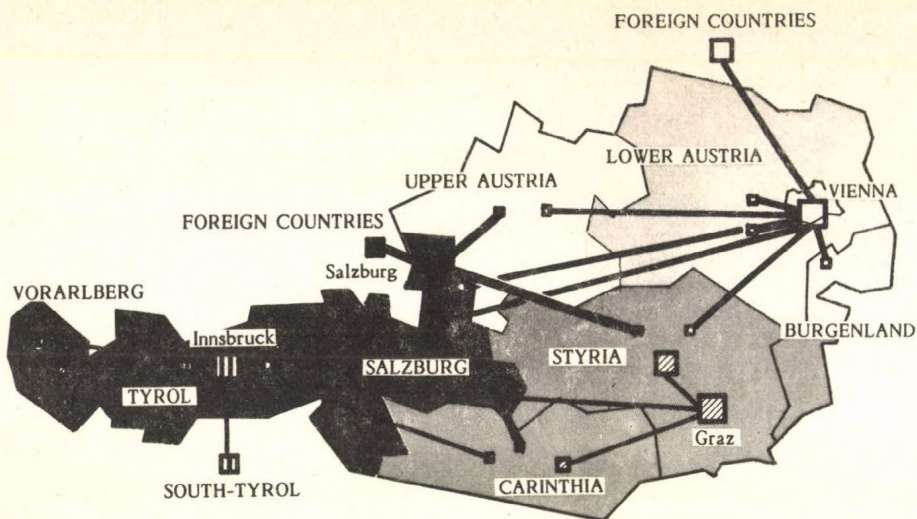 FOREIGN COUNTRIES
LOWER AUSTRIA
UPPER AUSTRIA
VIENNA
FOREIGN COUNTRIES
Salzburg
VORARLBERG
Innsbruck
BURGENLAND
STYRIA
SALZBURG
TYROL
Graz
CARINTHIA
SOUTH-TYROL